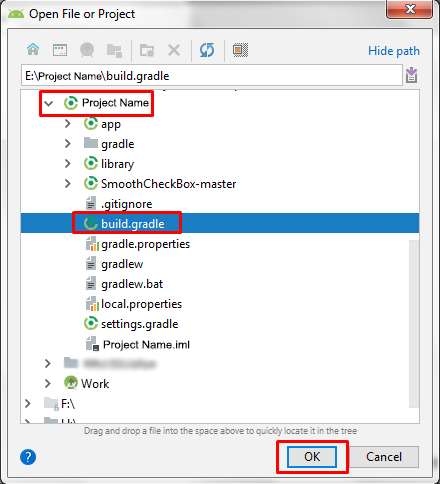 Open File or Project
Hide path
E:\Project Name\build.gradle
Project Name
app
gradle
library
SmoothCheckBox-master
.gitignore
build.gradle
gradle.properties
gradlew
gradlew.bat
local.properties
settings.gradle
Project Name.iml
Work
F:\
Drag and drop a file into the space above to quickly locate it in the tree
?
OK
Cancel